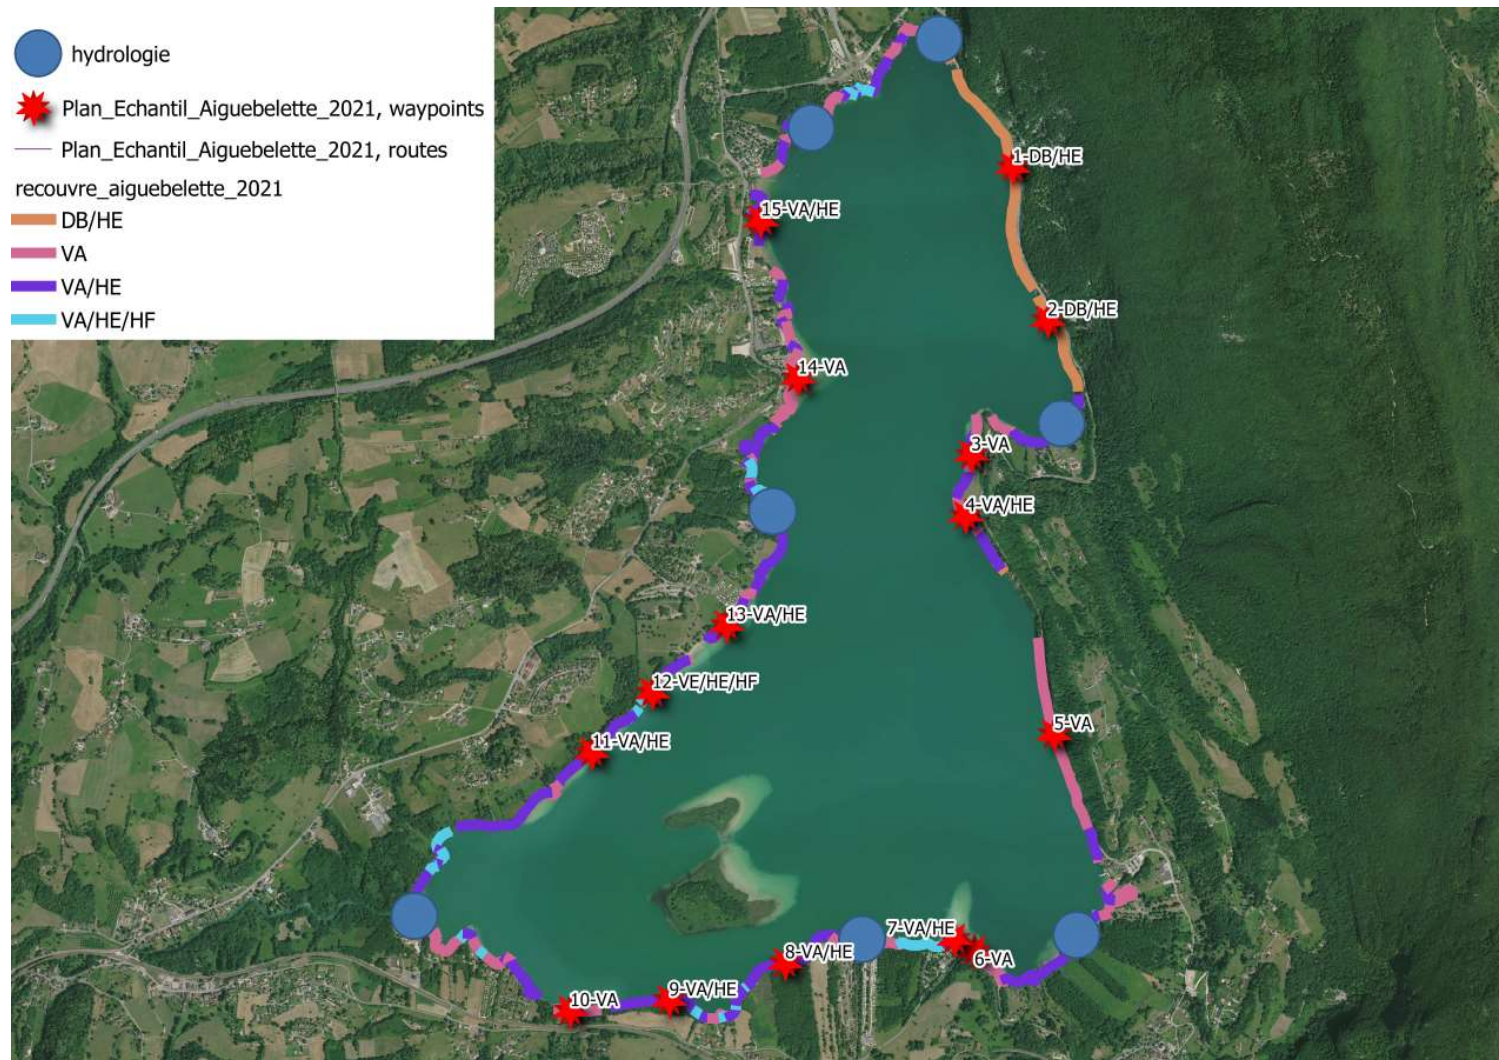 hydrologie
Plan_Echantil_Aiguebelette_2021, waypoints
Plan_Echantil_Aiguebelette_2021, routes
recouvre_aiguebelette_2021
DB/HE
VA
VA/HE
VA/HE/HF
1-DB/HE
15-VA/HE
2-DB/HE
14-VA
3-VA
4-VA/HE
13-VA/HE
12-VE/HE/HF
5-VA
11-VA/HE
7-VA/HE
8-VA/HE
6-VA
9-VA/HE
10-VA